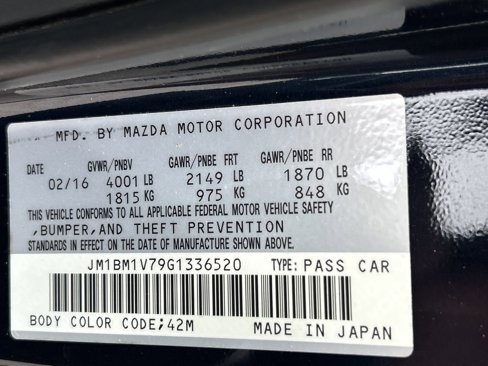 MFD. BY MAZDA MOTOR CORPORATION
DATE GVWR/PNBV GAWR/PNBE FRT GAWR/PNBE RR
02/16 4001 LB 2149 LB 1870 LB
1815 KG 975 KG 848 KG
THIS VEHICLE CONFORMS TO ALL APPLICABLE FEDERAL MOTOR VEHICLE SAFETY
,BUMPER,AND THEFT PREVENTION
STANDARDS IN EFFECT ON THE DATE OF MANUFACTURE SHOWN ABOVE.
JM1BM1V79G1336520 TYPE: PASS CAR
BODY COLOR CODE;42M MADE IN JAPAN